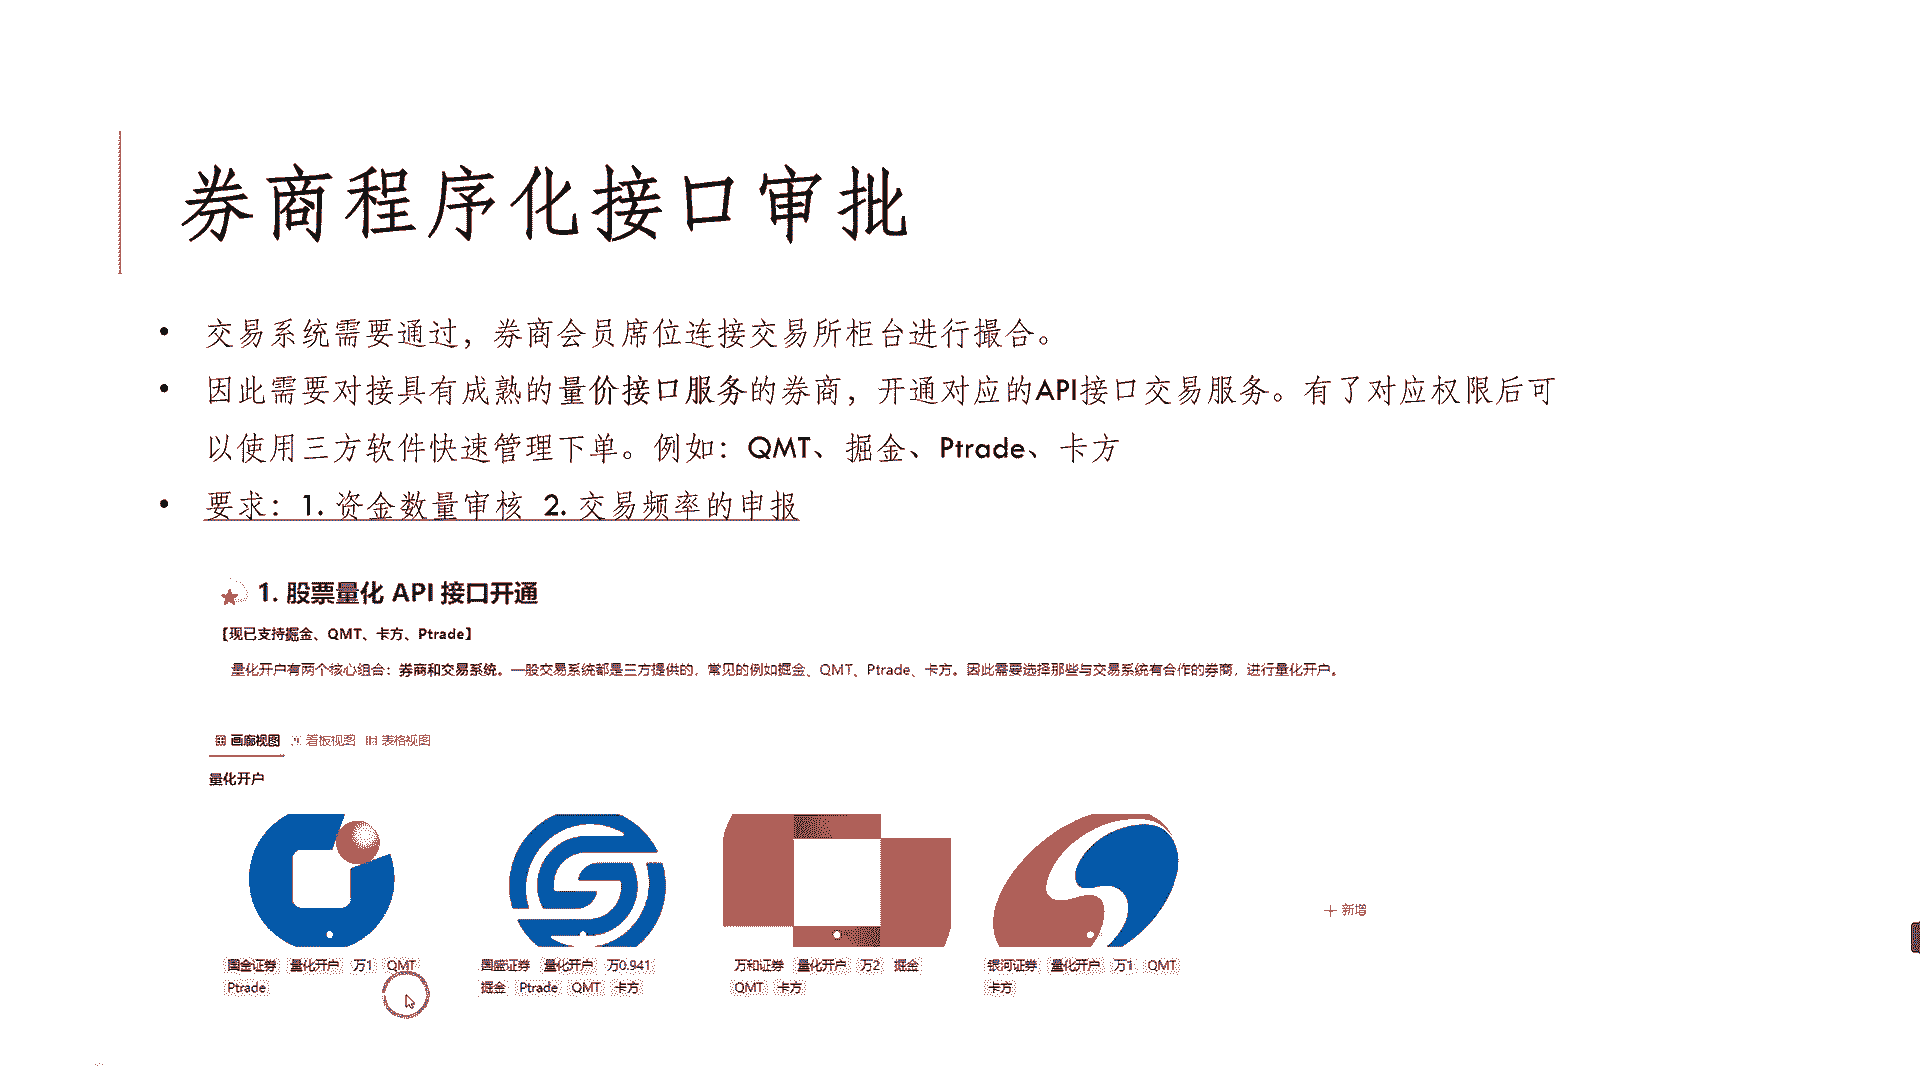 券商程序化接口审批
• 交易系统需要通过，券商会员席位连接交易所柜台进行撮合。
• 因此需要对接具有成熟的量价接口服务的券商，开通对应的API接口交易服务。有了对应权限后可
以使用三方软件快速管理下单。例如：QMT、掘金、Ptrade、卡方
• 要求：1. 资金数量审核 2. 交易频率的申报
1. 股票量化 API 接口开通
【现已支持掘金、QMT、卡方、Ptrade】
量化开户有两个核心组合：券商和交易系统。一般交易系统都是三方提供的，常见的例如掘金、QMT、Ptrade、卡方。因此需要选择那些与交易系统有合作的券商，进行量化开户。
画廊视图 看板视图 表格视图
量化开户
国金证券 量化开户 万1 QMT
Ptrade
国盛证券 量化开户 万0.941
掘金 Ptrade QMT 卡方
万和证券 量化开户 万2 掘金
QMT 卡方
银河证券 量化开户 万1 QMT
卡方
+ 新增